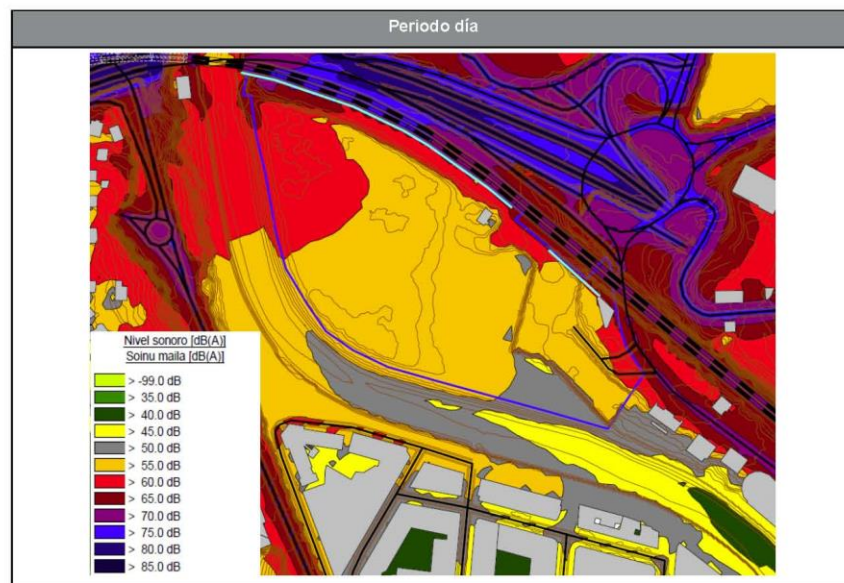 Periodo día
Nivel sonoro [dB(A)]
Soinu maila [dB(A)]
> -99.0 dB
> 35.0 dB
> 40.0 dB
> 45.0 dB
> 50.0 dB
> 55.0 dB
> 60.0 dB
> 65.0 dB
> 70.0 dB
> 75.0 dB
> 80.0 dB
> 85.0 dB